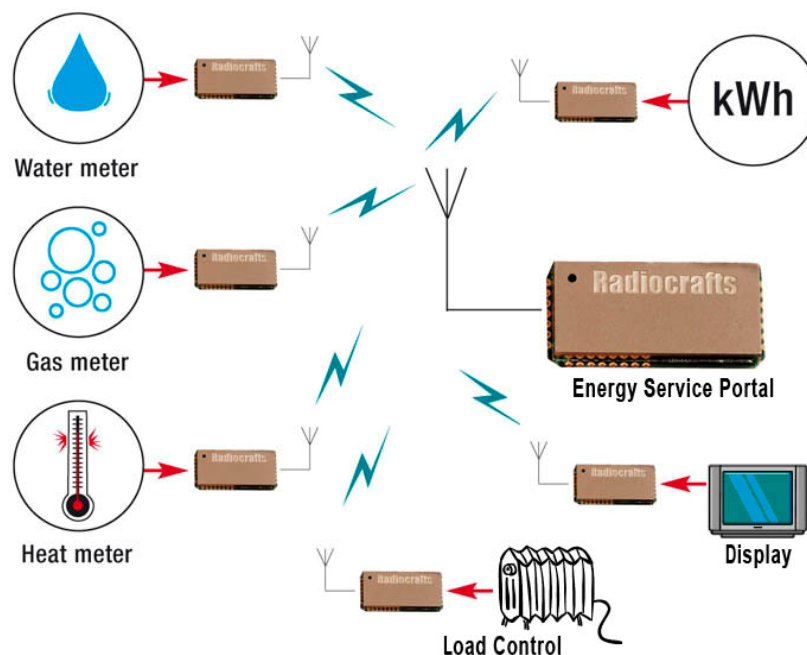 Radiocrafts
Radiocrafts
kWh
Water meter
Radiocrafts
Radiocrafts
Gas meter
Energy Service Portal
Radiocrafts
Radiocrafts
Heat meter
Display
Radiocrafts
Load Control